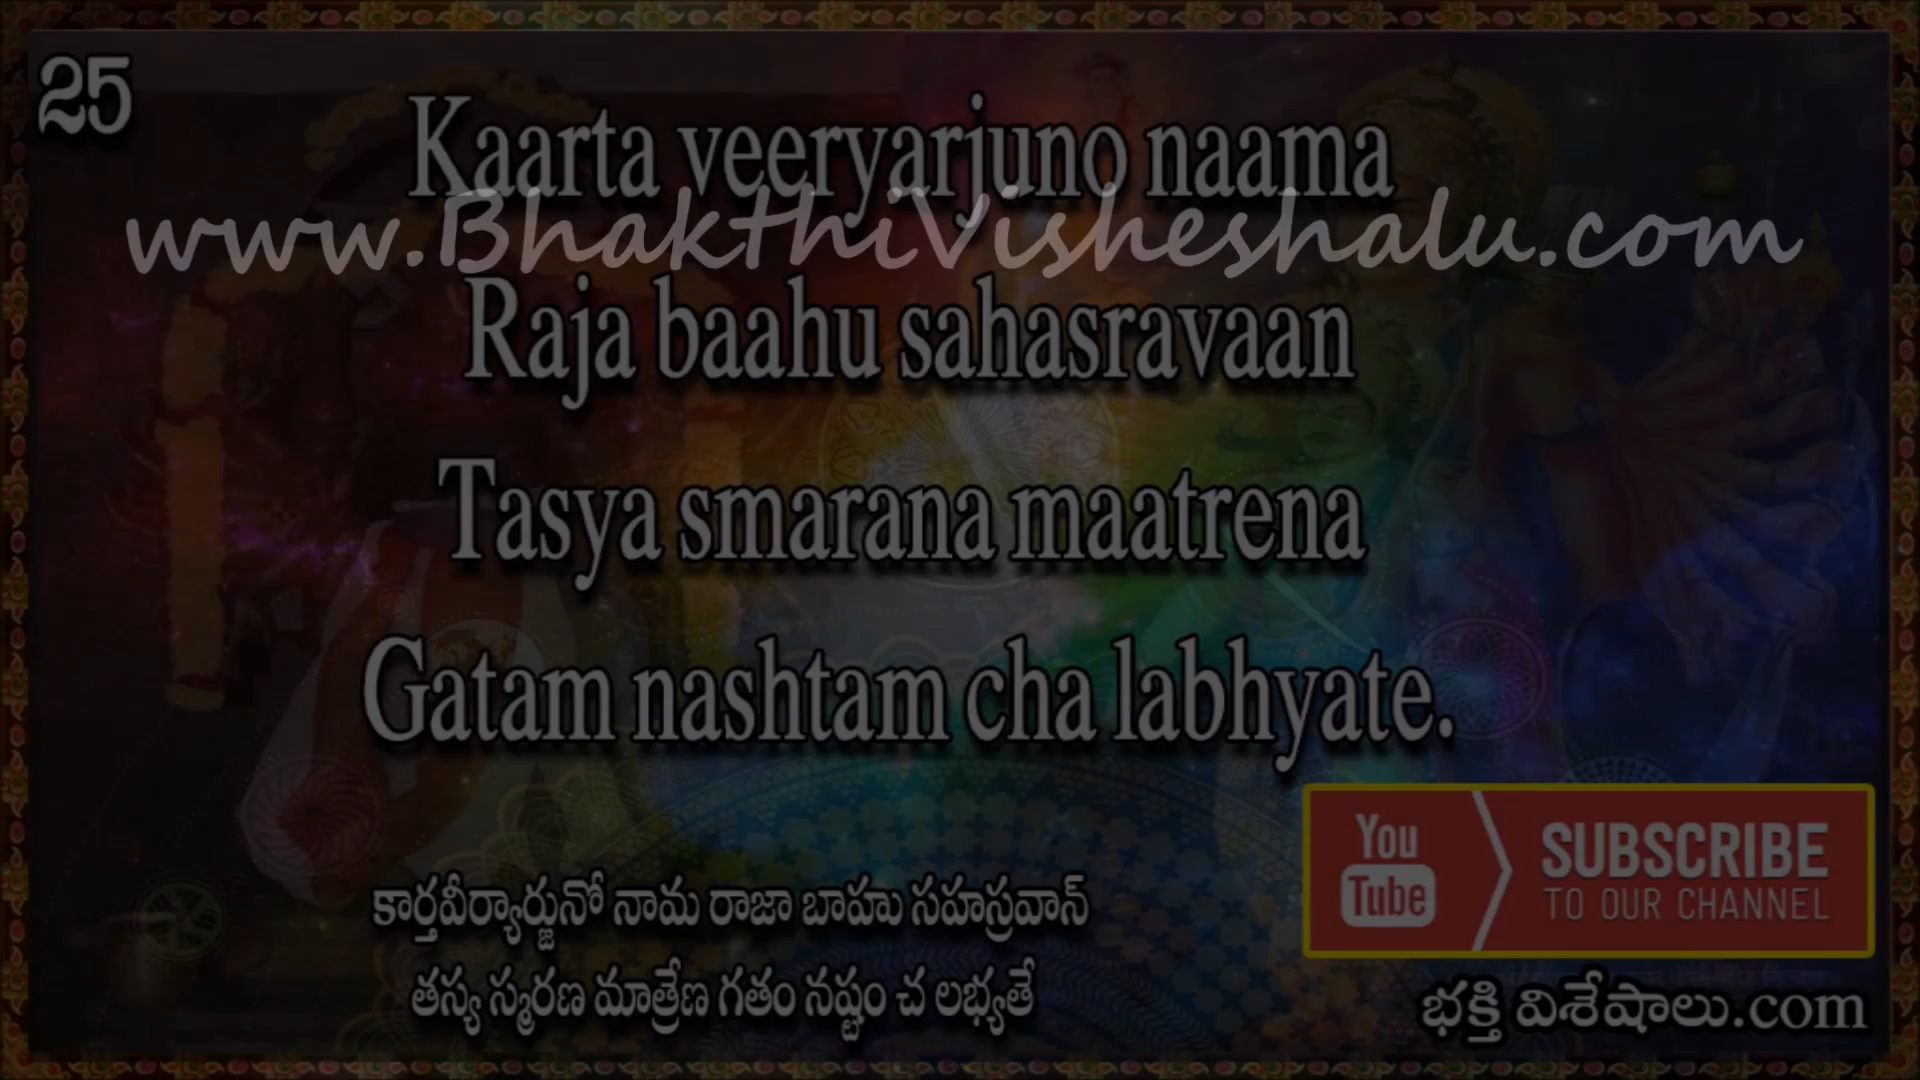 25
Kaarta veeryarjuno naama
www.BhakthiVisheshalu.com
Raja baahu sahasravaan
Tasya smarana maatrena
Gatam nashtam cha labhyate.
కార్తవీర్యార్జునో నామ రాజా బాహు సహస్రవాన్
తస్య స్మరణ మాత్రేణ గతం నష్టం చ లభ్యతే
You
Tube
SUBSCRIBE
TO OUR CHANNEL
భక్తి విశేషాలు.com